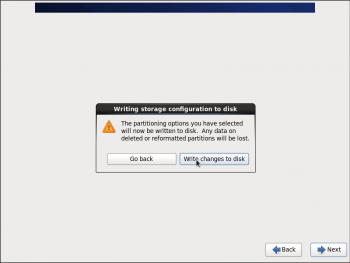 Writing storage configuration to disk
The partitioning options you have selected
will now be written to disk. Any data on
deleted or reformatted partitions will be lost.
Go back
Write changes to disk
Back
Next